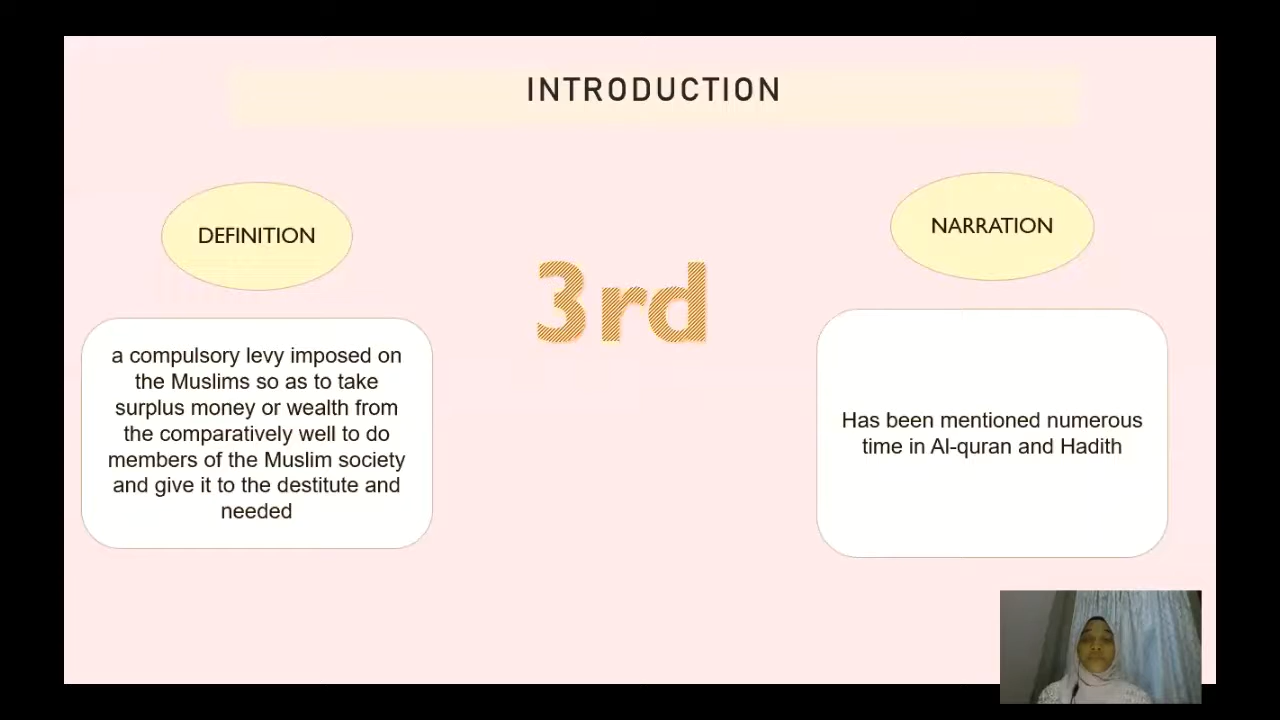 INTRODUCTION
DEFINITION
a compulsory levy imposed on
the Muslims so as to take
surplus money or wealth from
the comparatively well to do
members of the Muslim society
and give it to the destitute and
needed
3rd
NARRATION
Has been mentioned numerous
time in Al-quran and Hadith